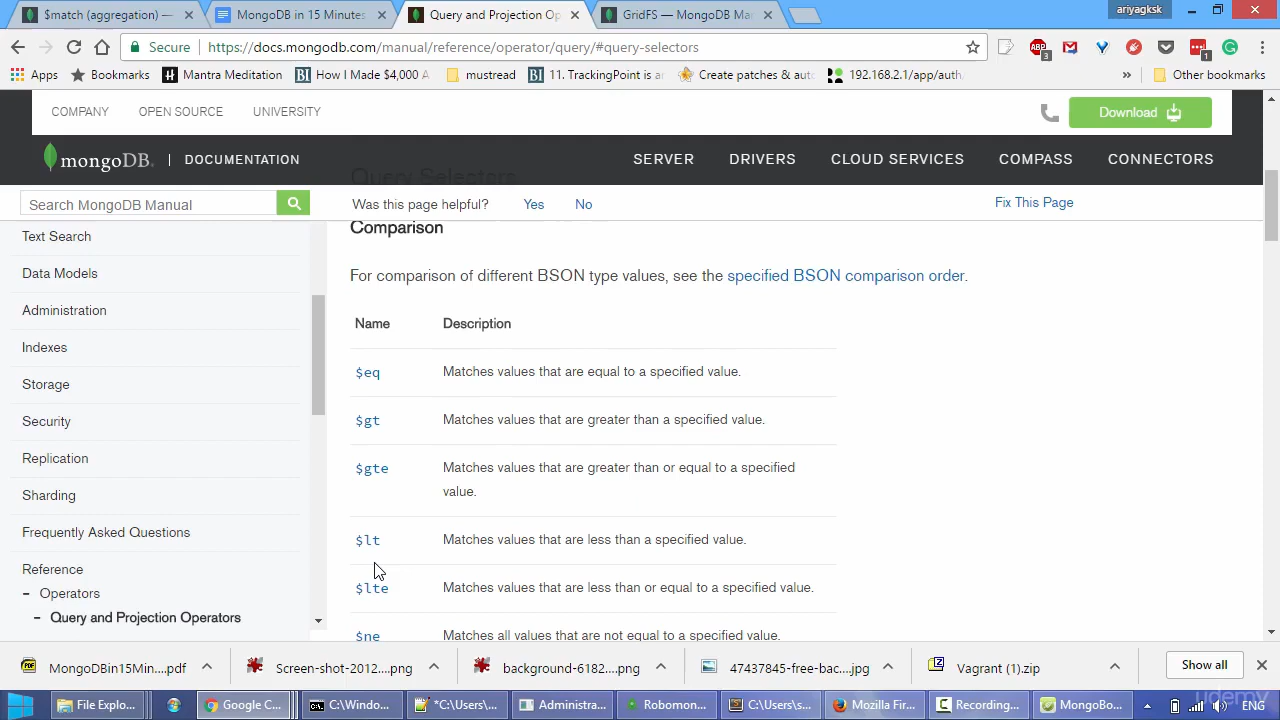 $match (aggregation) —
MongoDB in 15 Minutes
Query and Projection Op
GridFS — MongoDB Ma
ariyagksk
Secure
https://docs.mongodb.com/manual/reference/operator/query/#query-selectors
ABP
3
1
Apps
Bookmarks
Mantra Meditation
How I Made $4,000 A
mustread
11. TrackingPoint is a
Create patches & auto
192.168.2.1/app/auth
»
Other bookmarks
COMPANY
OPEN SOURCE
UNIVERSITY
Download
mongoDB.
DOCUMENTATION
SERVER
DRIVERS
CLOUD SERVICES
COMPASS
CONNECTORS
Query Selectors
Search MongoDB Manual
Was this page helpful?
Yes
No
Fix This Page
Text Search
Data Models
Administration
Indexes
Storage
Security
Replication
Sharding
Frequently Asked Questions
Reference
– Operators
– Query and Projection Operators
Comparison
For comparison of different BSON type values, see the specified BSON comparison order.
Name Description
$eq Matches values that are equal to a specified value.
$gt Matches values that are greater than a specified value.
$gte Matches values that are greater than or equal to a specified
value.
$lt Matches values that are less than a specified value.
$lte Matches values that are less than or equal to a specified value.
$ne Matches all values that are not equal to a specified value.
MongoDBin15Min....pdf
Screen-shot-2012....png
background-6182....png
47437845-free-bac....jpg
Vagrant (1).zip
Show all
File Explo...
Google C...
C:\Windo...
*C:\Users\...
Administra...
Robomon...
C:\Users\s...
Mozilla Fir...
Recording...
MongoBo...
ENG
udemy